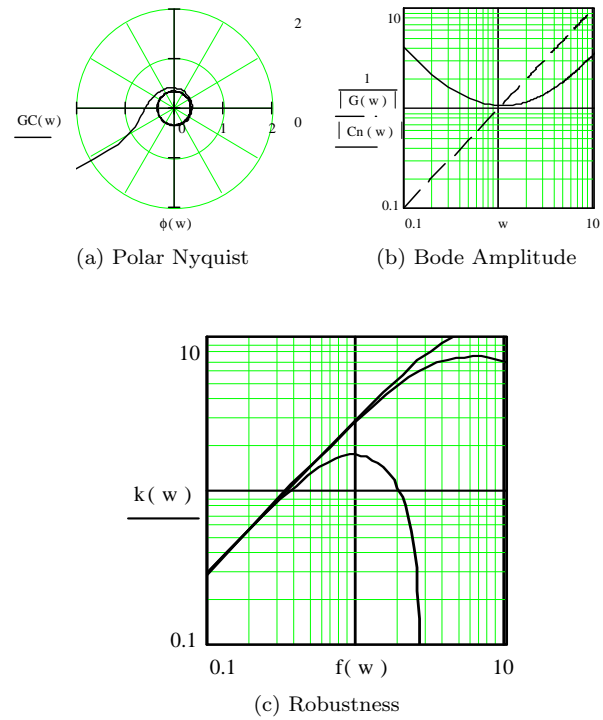 2
GC(w)
0
1
2
0
ϕ(w)
(a) Polar Nyquist
10
1
| G(w) |
| Cn(w) |
0.1
0.1
w
10
(b) Bode Amplitude
10
k(w)
0.1
0.1
f(w)
10
(c) Robustness